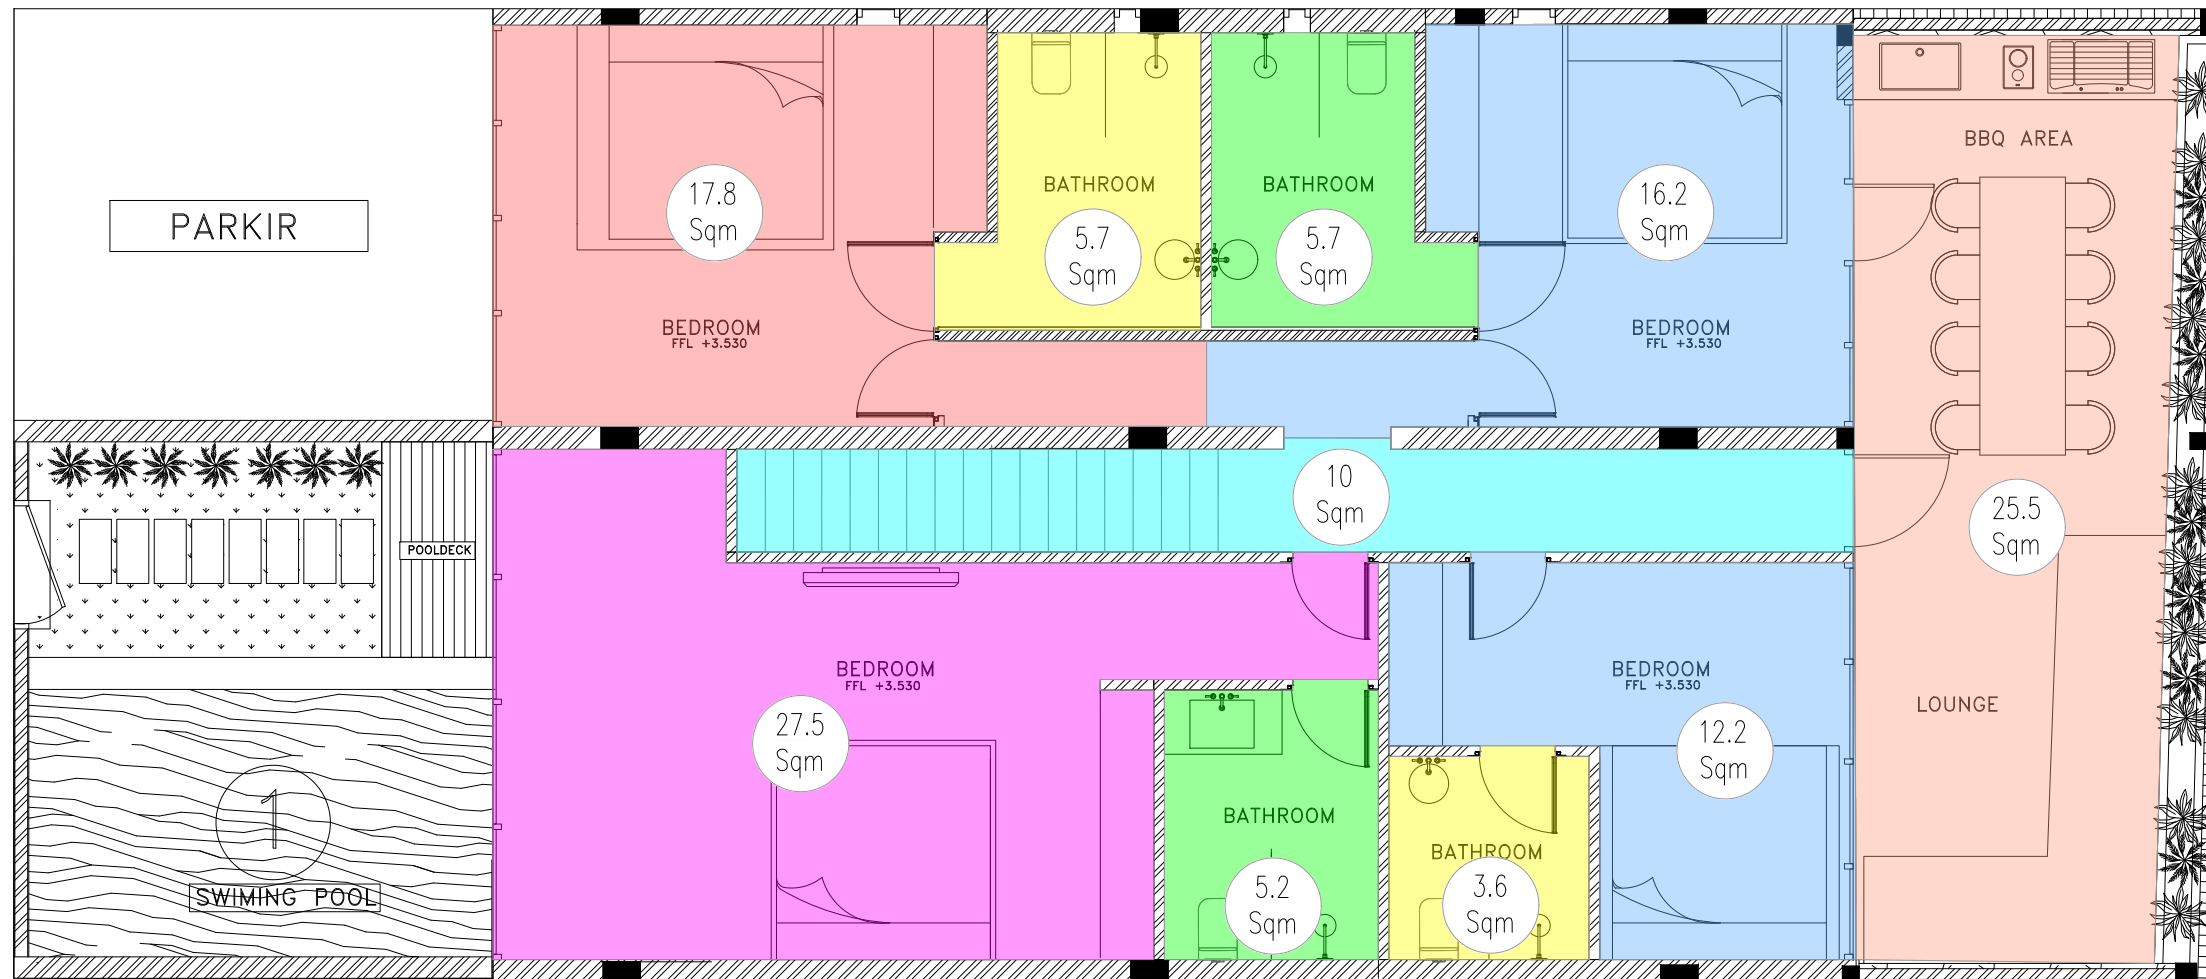 PARKIR
17.8
Sqm
BEDROOM
FFL +3.530
BATHROOM
5.7
Sqm
BATHROOM
5.7
Sqm
16.2
Sqm
BEDROOM
FFL +3.530
BBQ AREA
10
Sqm
25.5
Sqm
LOUNGE
POOLDECK
1
SWIMING POOL
BEDROOM
FFL +3.530
27.5
Sqm
BATHROOM
5.2
Sqm
BEDROOM
FFL +3.530
12.2
Sqm
BATHROOM
3.6
Sqm